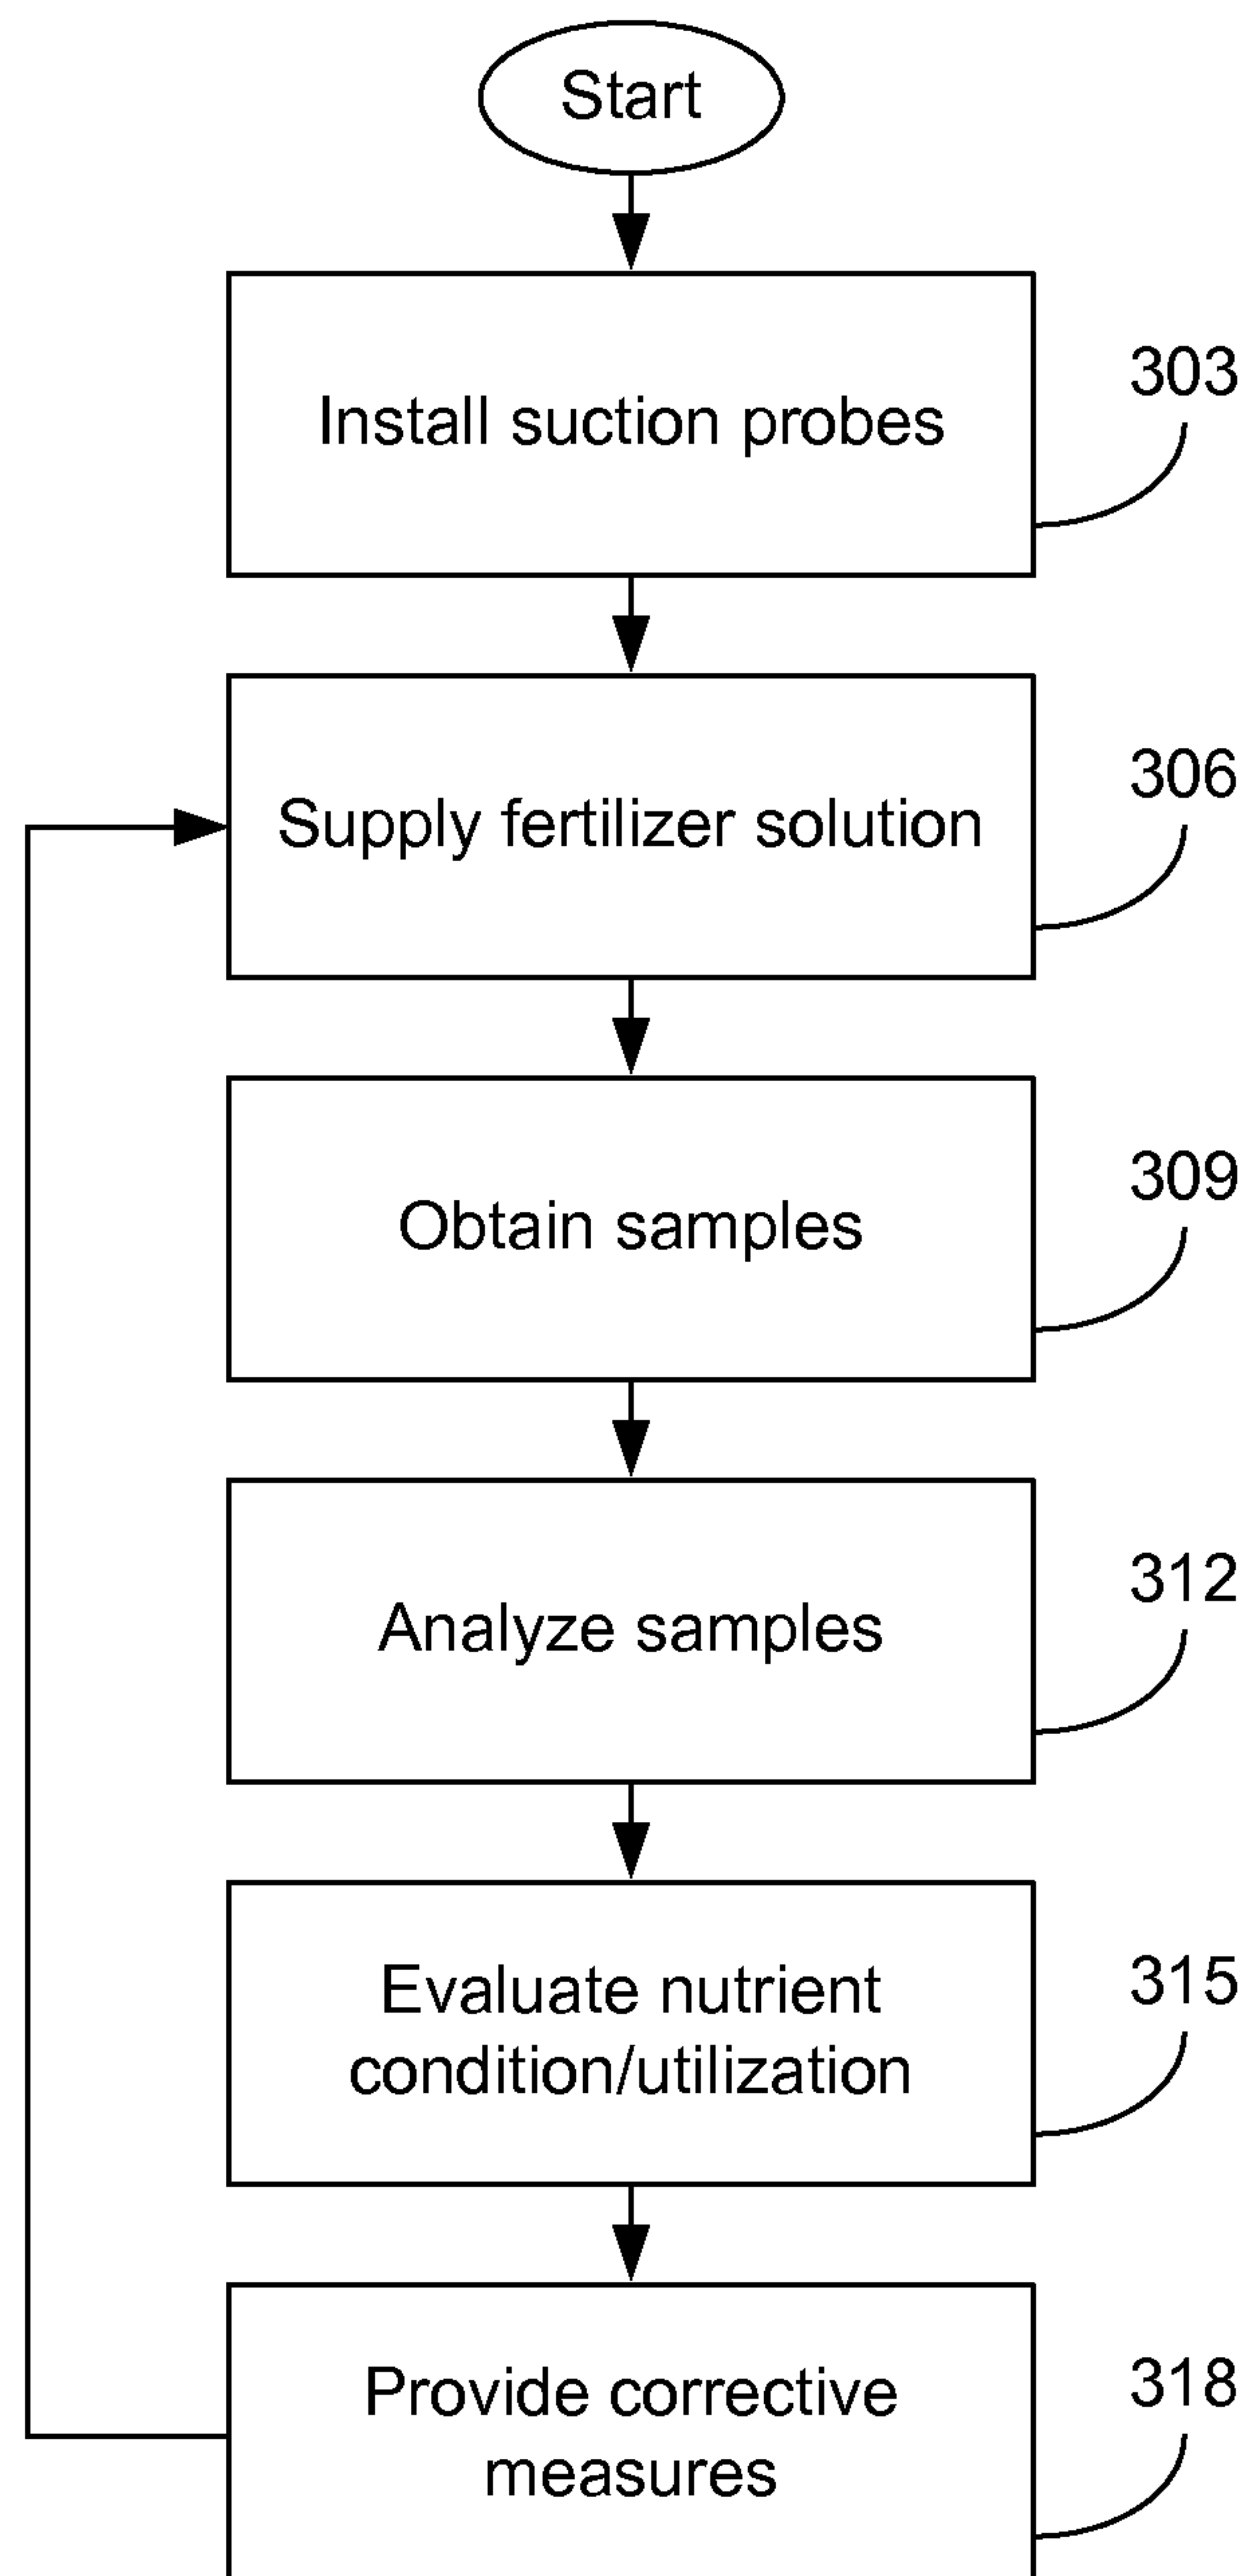 Start
Install suction probes
303
Supply fertilizer solution
306
Obtain samples
309
Analyze samples
312
Evaluate nutrient
condition/utilization
315
Provide corrective
measures
318